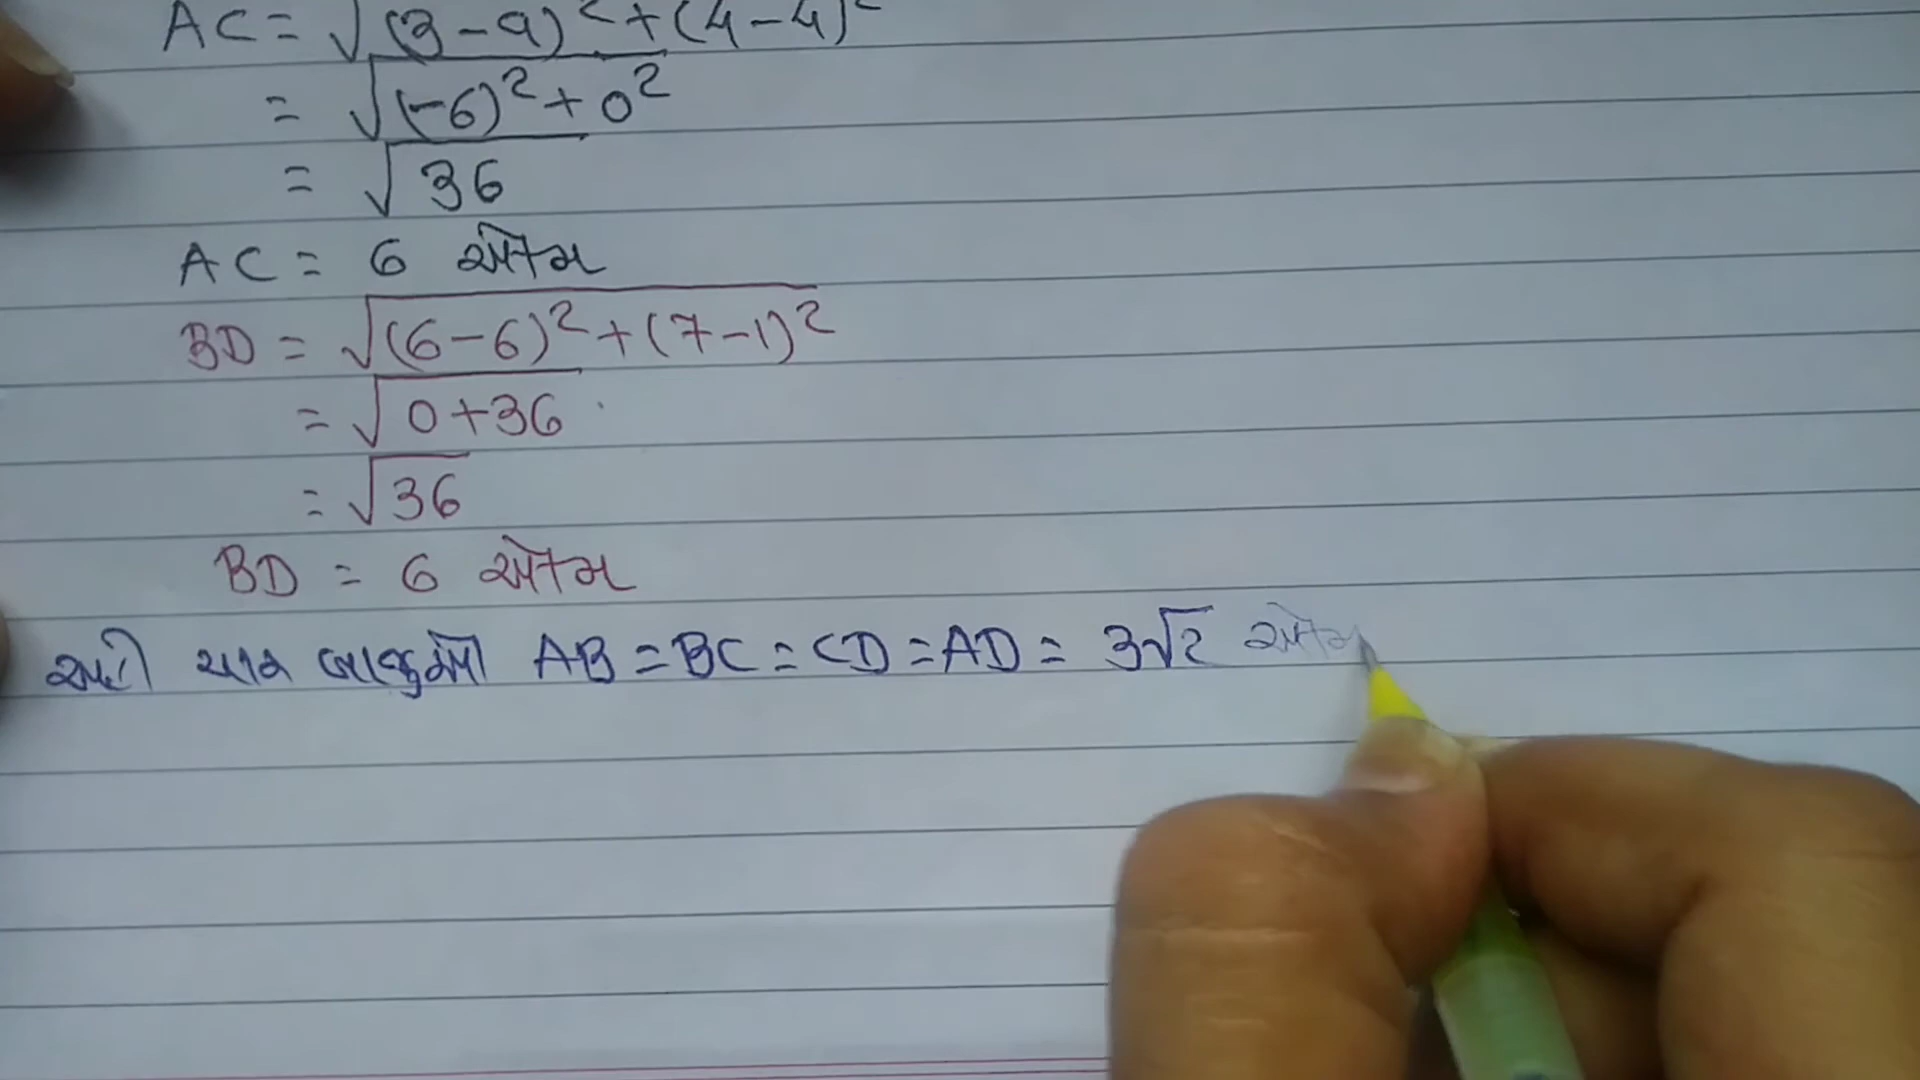 AC = √(3-9)² + (4-4)²
= √(-6)² + 0²
= √36
AC = 6 એકમ
BD = √(6-6)² + (7-1)²
= √0+36
= √36
BD = 6 એકમ
અહી ચાર બાજુઓ AB = BC = CD = AD = 3√2 એકમ